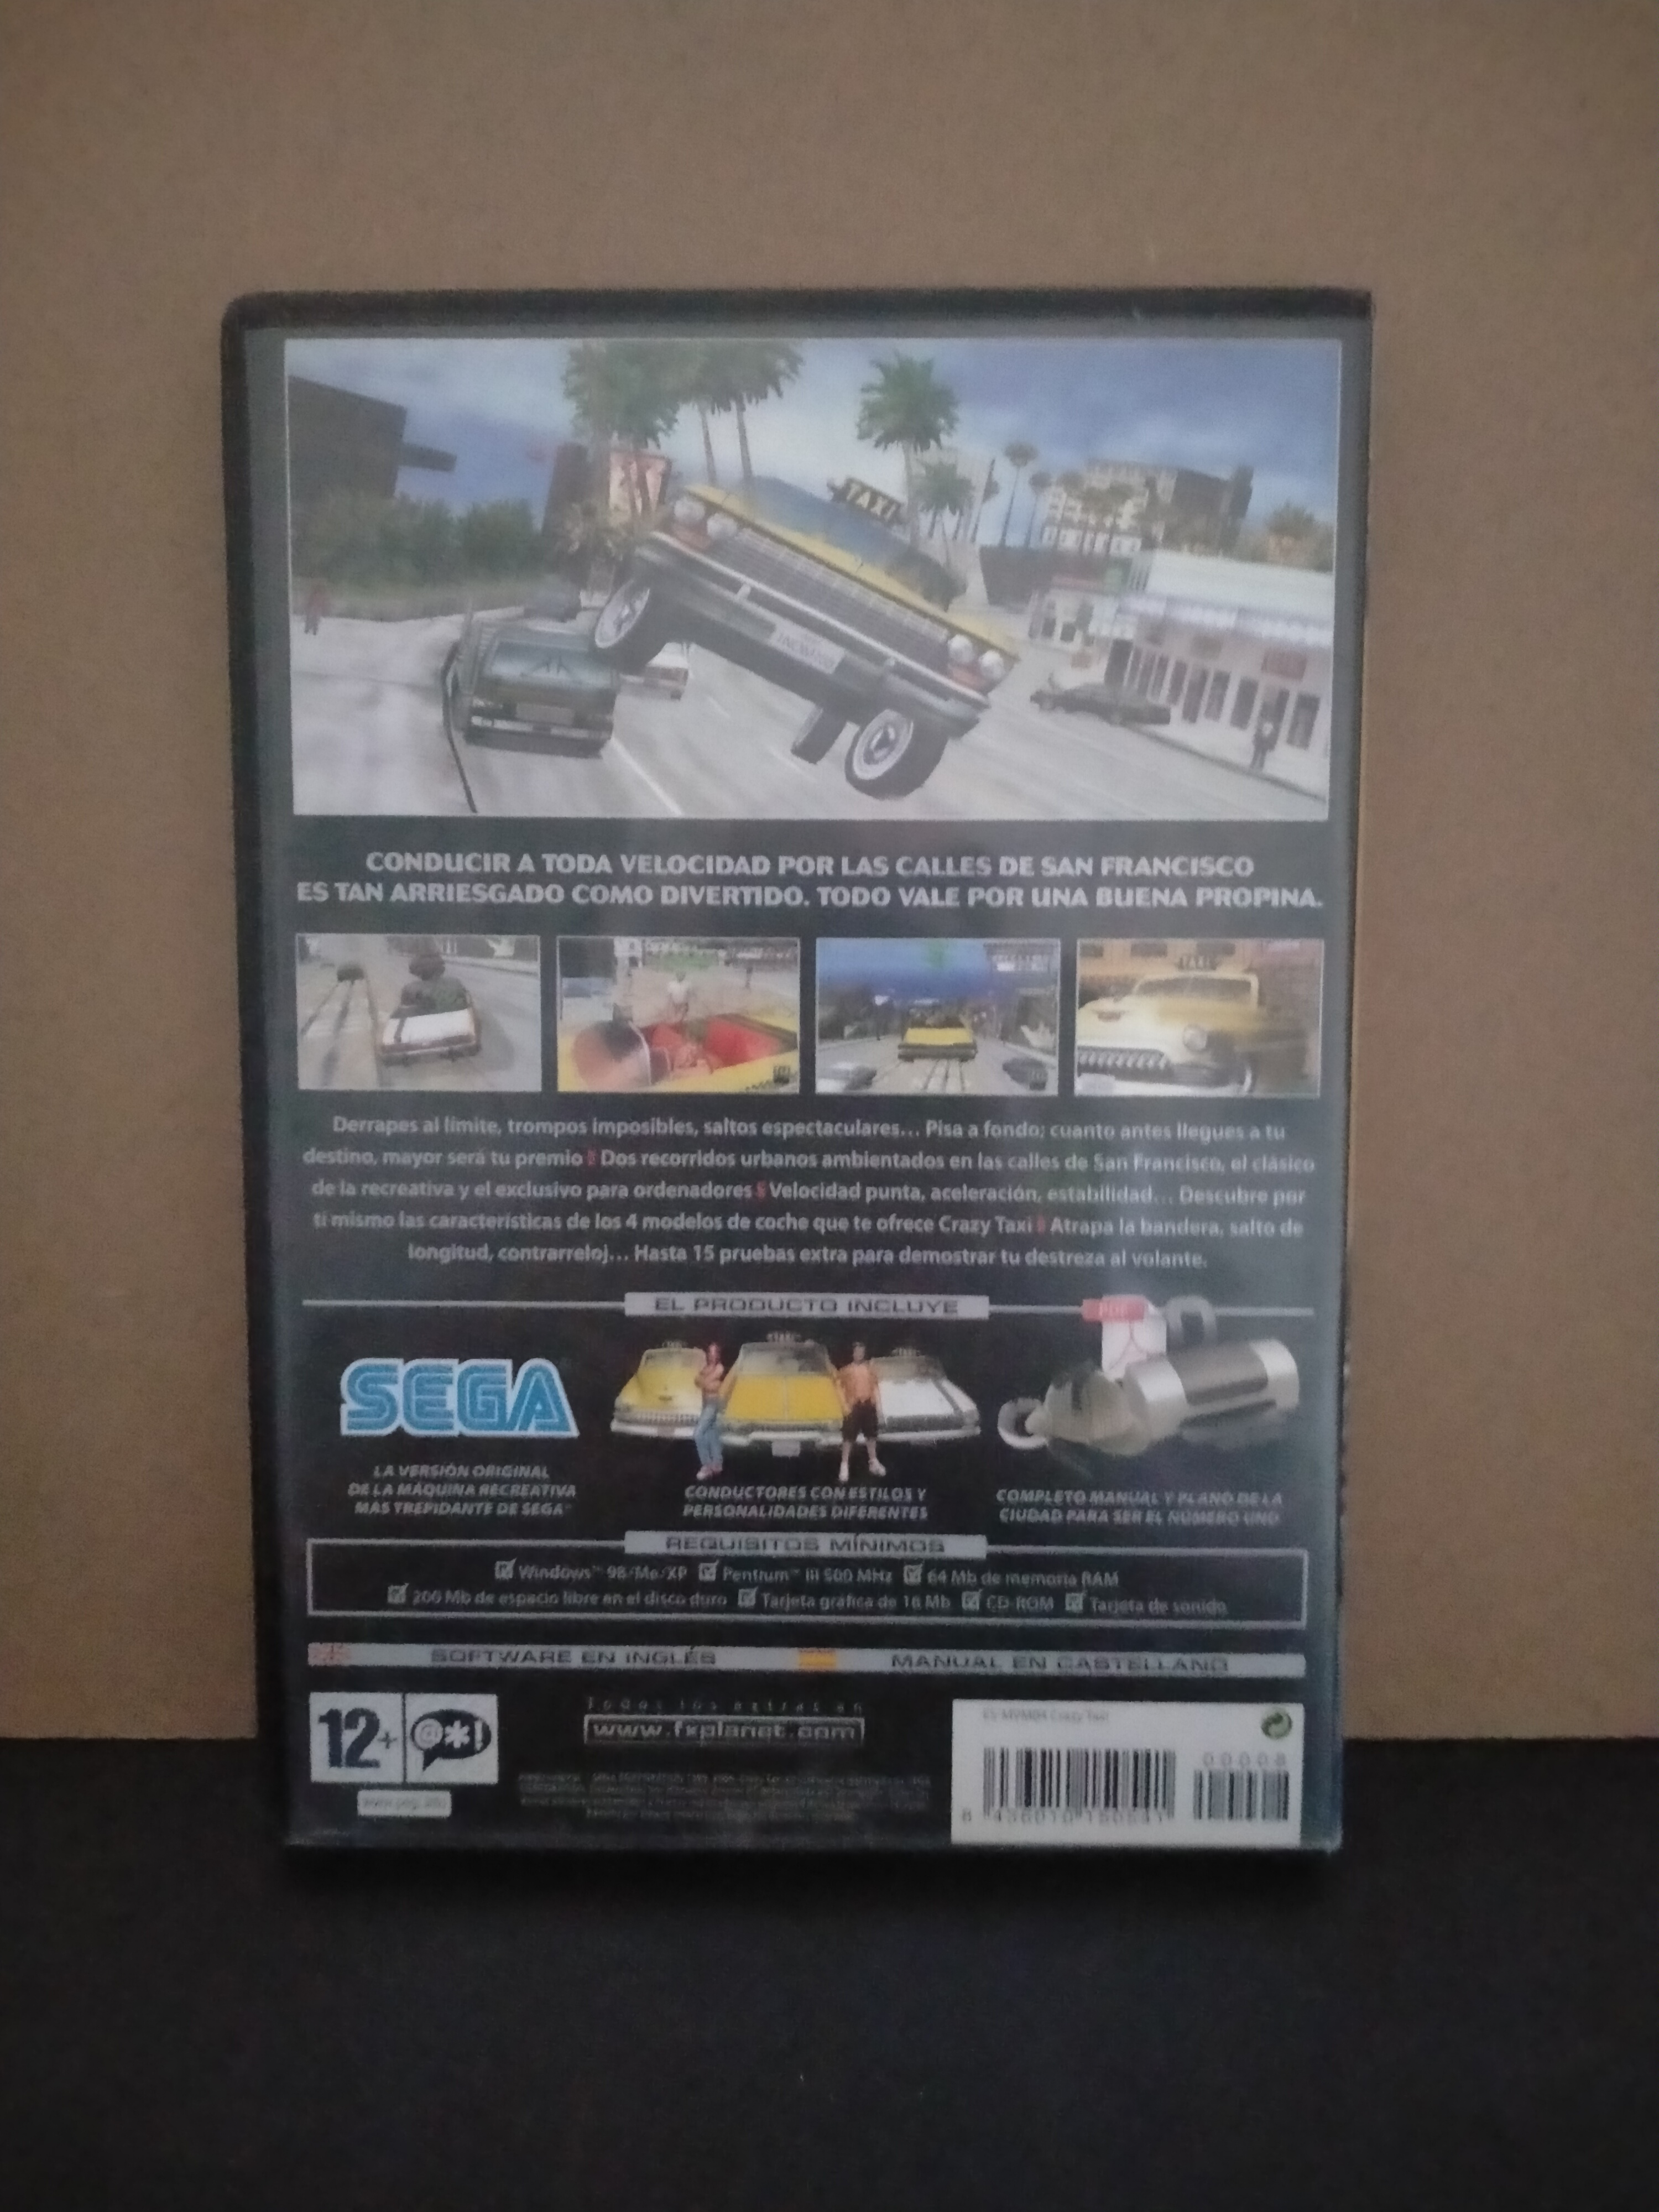 TAXI
CONDUCIR A TODA VELOCIDAD POR LAS CALLES DE SAN FRANCISCO
ES TAN ARRIESGADO COMO DIVERTIDO. TODO VALE POR UNA BUENA PROPINA.
TAXI
Derrapes al límite, trompos imposibles, saltos espectaculares... Pisa a fondo; cuanto antes llegues a tu
destino, mayor será tu premio Dos recorridos urbanos ambientados en las calles de San Francisco, el clásico
de la recreativa y el exclusivo para ordenadores Velocidad punta, aceleración, estabilidad... Descubre por
ti mismo las características de los 4 modelos de coche que te ofrece Crazy Taxi Atrapa la bandera, salto de
longitud, contrarreloj... Hasta 15 pruebas extra para demostrar tu destreza al volante.
EL PRODUCTO INCLUYE
PDF
SEGA
LA VERSIÓN ORIGINAL
DE LA MÁQUINA RECREATIVA
MÁS TREPIDANTE DE SEGA
CONDUCTORES CON ESTILOS Y
PERSONALIDADES DIFERENTES
COMPLETO MANUAL Y PLANO DE LA
CIUDAD PARA SER EL NÚMERO UNO
REQUISITOS MÍNIMOS
Windows™ 98/Me/XP Pentium™ III 500 MHz 64 Mb de memoria RAM
200 Mb de espacio libre en el disco duro Tarjeta gráfica de 16 Mb CD-ROM Tarjeta de sonido
SOFTWARE EN INGLÉS MANUAL EN CASTELLANO
12+ @*!
Todos los extras en
www.fxplanet.com
Crazy Taxi
00008